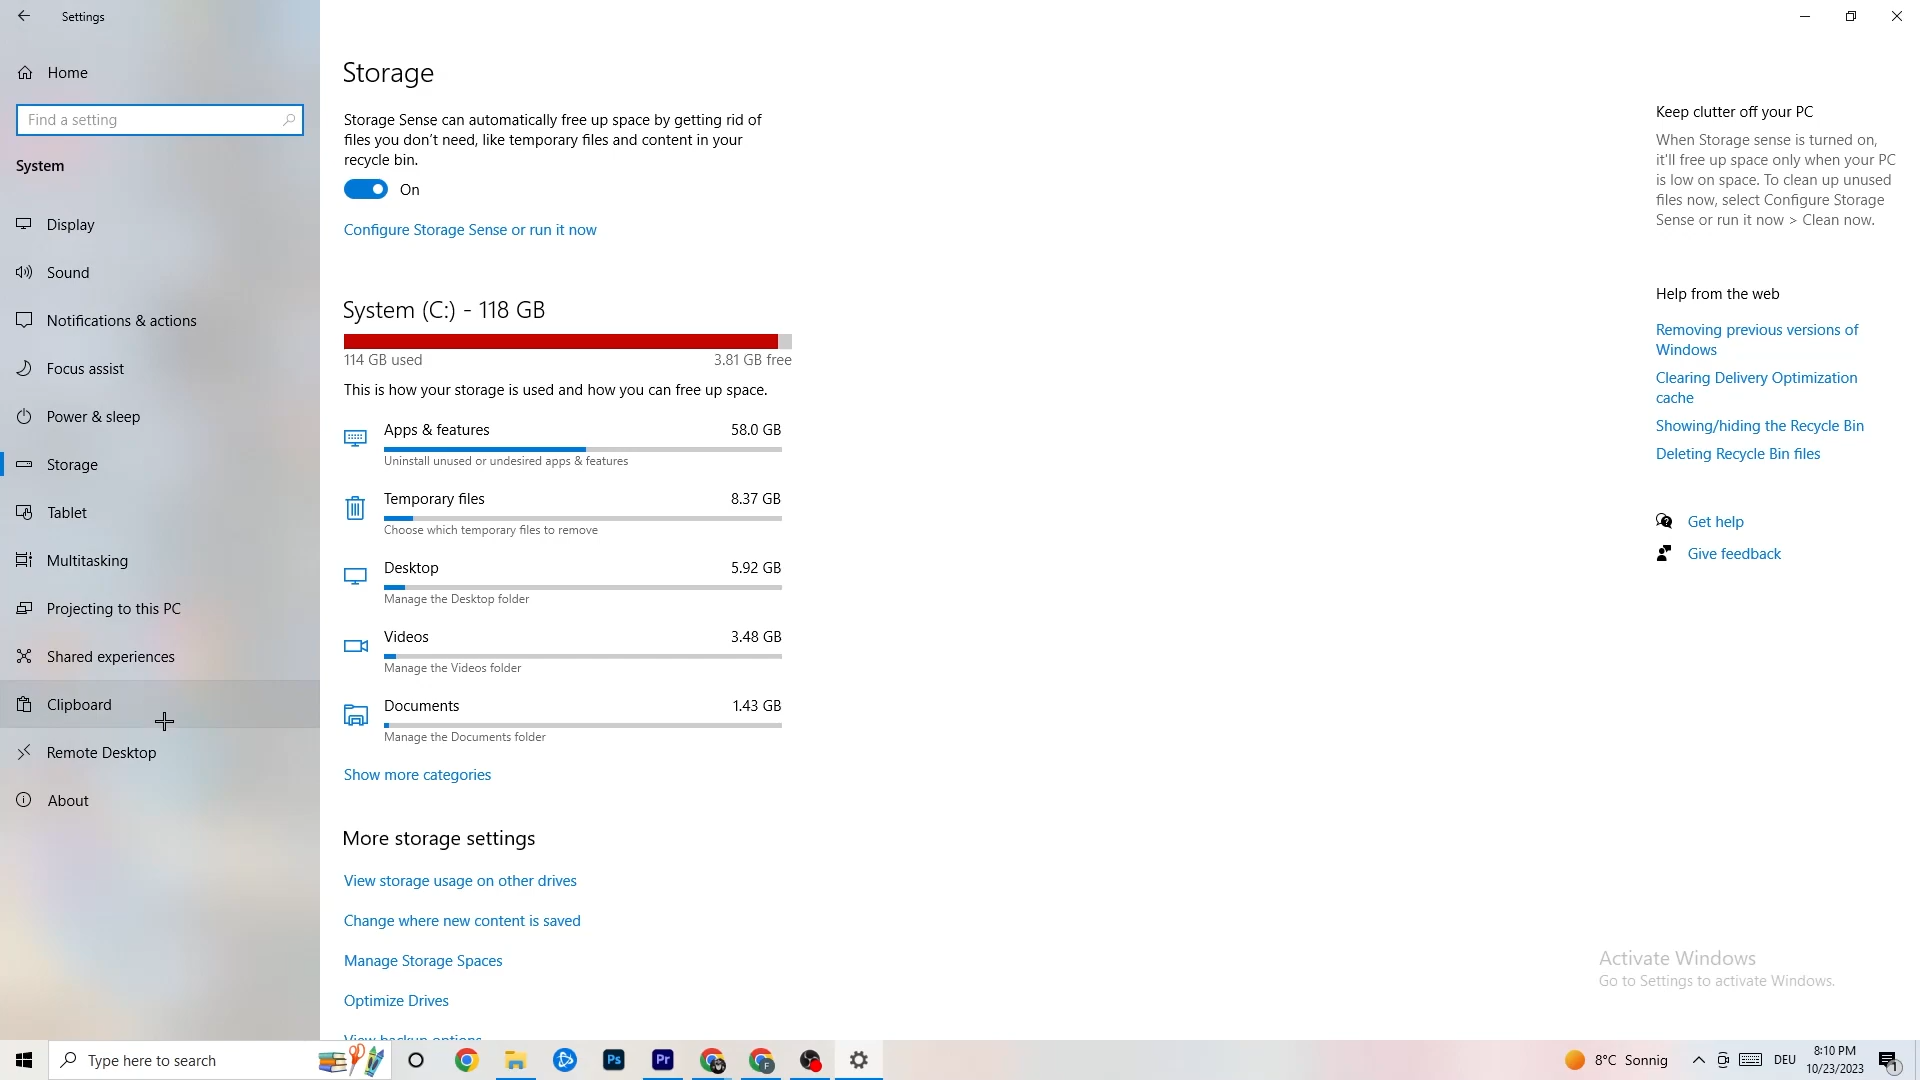 Settings
Home
Find a setting
System
Display
Sound
Notifications & actions
Focus assist
Power & sleep
Storage
Tablet
Multitasking
Projecting to this PC
Shared experiences
Clipboard
Remote Desktop
About
Storage
Storage Sense can automatically free up space by getting rid of
files you don't need, like temporary files and content in your
recycle bin.
On
Configure Storage Sense or run it now
System (C:) - 118 GB
114 GB used 3.81 GB free
This is how your storage is used and how you can free up space.
Apps & features 58.0 GB
Uninstall unused or undesired apps & features
Temporary files 8.37 GB
Choose which temporary files to remove
Desktop 5.92 GB
Manage the Desktop folder
Videos 3.48 GB
Manage the Videos folder
Documents 1.43 GB
Manage the Documents folder
Show more categories
More storage settings
View storage usage on other drives
Change where new content is saved
Manage Storage Spaces
Optimize Drives
View backup options
Keep clutter off your PC
When Storage sense is turned on,
it'll free up space only when your PC
is low on space. To clean up unused
files now, select Configure Storage
Sense or run it now > Clean now.
Help from the web
Removing previous versions of
Windows
Clearing Delivery Optimization
cache
Showing/hiding the Recycle Bin
Deleting Recycle Bin files
Get help
Give feedback
Activate Windows
Go to Settings to activate Windows.
Type here to search
Ps
Pr
F
8°C Sonnig
DEU
8:10 PM
10/23/2023
1